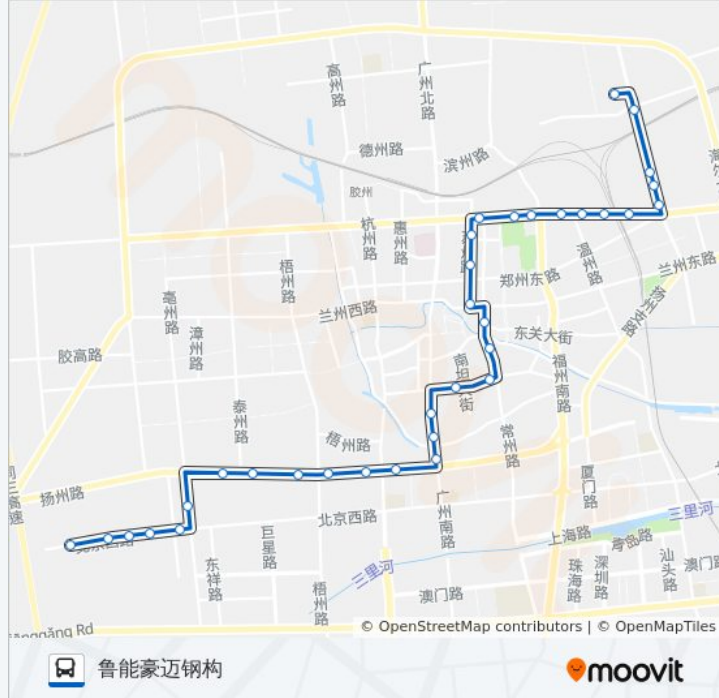 高州路
广州北路
德州路
滨州路
胶州
杭州路
惠州路
梧州路
温州路
兰州东路
郑州东路
扬州支路
亳州路
兰州西路
漳州路
东关大街
胶高路
福州南路
泰州路
梧州路
常州路
扬州路
厦门路
广州南路
北京西路
三里河
上海路
巨星路
东祥路
三里河
梧州路
澳门路
珠海路
深圳路
汕头路
澳门路
© OpenStreetMap contributors | © OpenMapTiles
鲁能豪迈钢构
moovit